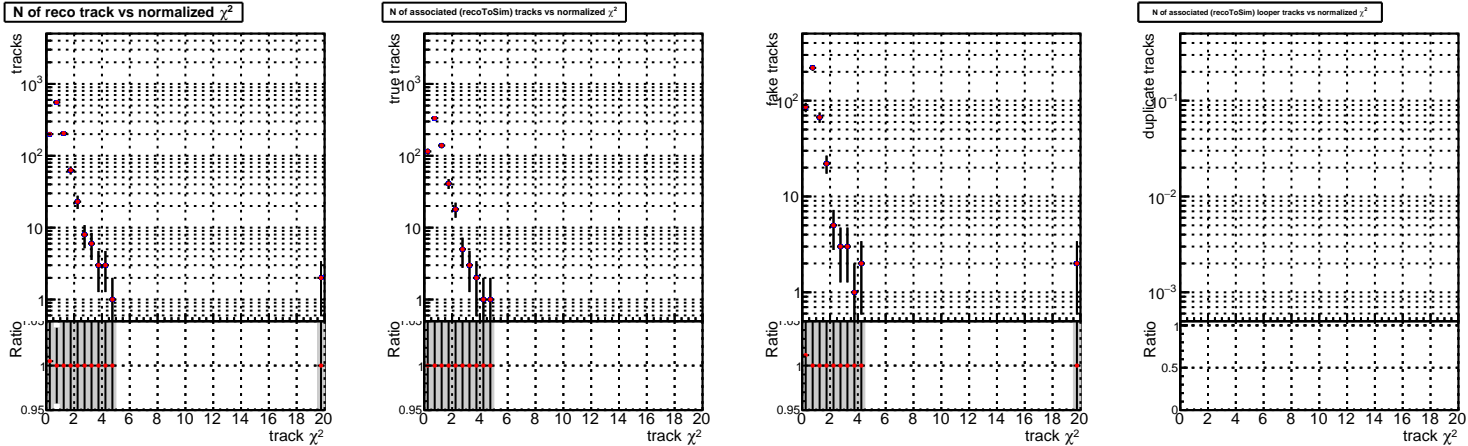 N of reco track vs normalized χ²
tracks
10³
10²
10
1
Ratio
1.05
1
0.95
0 2 4 6 8 10 12 14 16 18 20
track χ²
N of associated (recoToSim) tracks vs normalized χ²
true tracks
10³
10²
10
1
Ratio
1.05
1
0.95
0 2 4 6 8 10 12 14 16 18 20
track χ²
fake tracks
10²
10
1
Ratio
1.05
1
0.95
0 2 4 6 8 10 12 14 16 18 20
track χ²
N of associated (recoToSim) looper tracks vs normalized χ²
duplicate tracks
10⁻¹
10⁻²
10⁻³
Ratio
1
0.5
0
0 2 4 6 8 10 12 14 16 18 20
track χ²